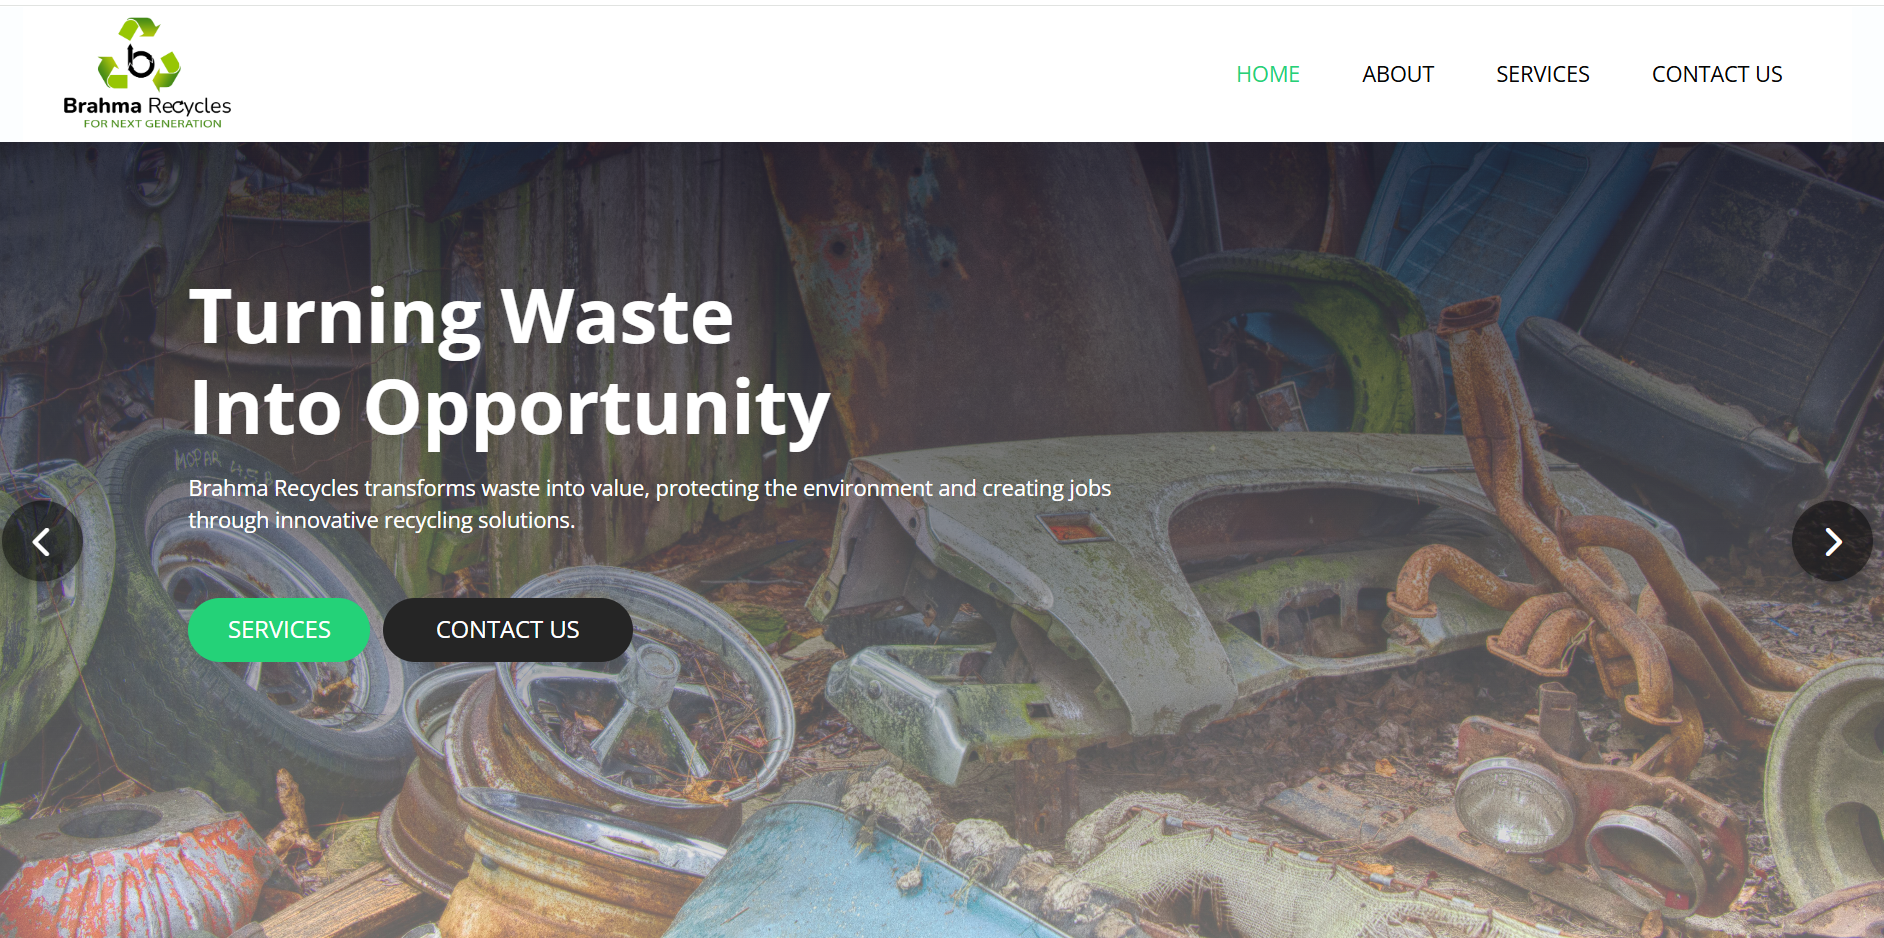 Brahma Recycles
FOR NEXT GENERATION
HOME
ABOUT
SERVICES
CONTACT US
Turning Waste
Into Opportunity
MOPAR
Brahma Recycles transforms waste into value, protecting the environment and creating jobs
through innovative recycling solutions.
SERVICES
CONTACT US